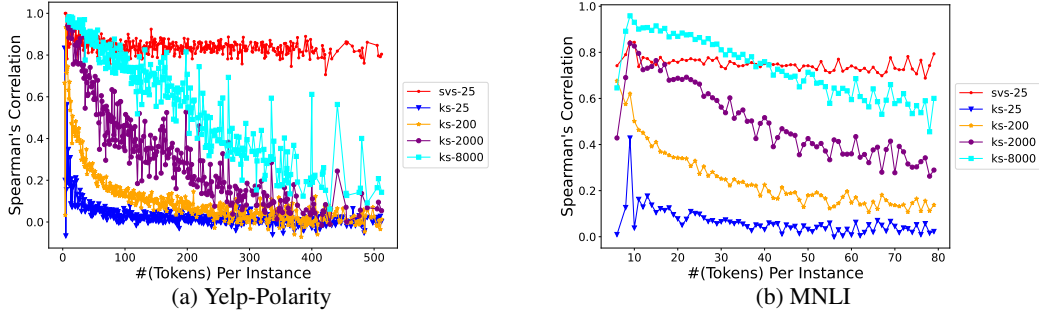 Spearman's Correlation
1.0
0.8
0.6
0.4
0.2
0.0
0 100 200 300 400 500
#(Tokens) Per Instance
svs-25
ks-25
ks-200
ks-2000
ks-8000
(a) Yelp-Polarity
Spearman's Correlation
1.0
0.8
0.6
0.4
0.2
0.0
10 20 30 40 50 60 70 80
#(Tokens) Per Instance
svs-25
ks-25
ks-200
ks-2000
ks-8000
(b) MNLI